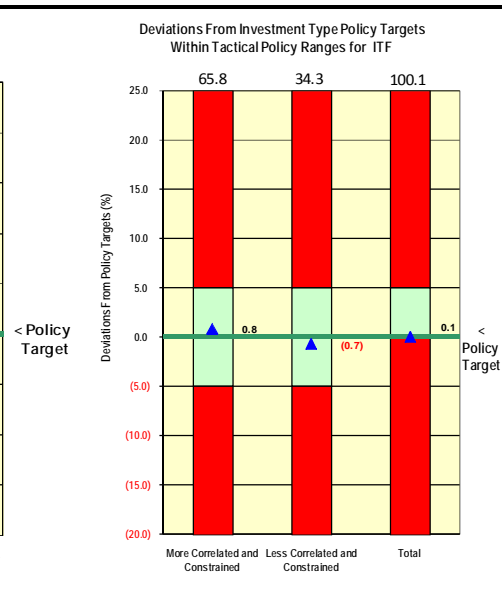 Deviations From Investment Type Policy Targets
Within Tactical Policy Ranges for ITF
65.8 34.3 100.1
25.0
20.0
15.0
10.0
5.0
0.0
(5.0)
(10.0)
(15.0)
(20.0)
Deviations From Policy Targets (%)
0.8
(0.7)
0.1
< Policy
Target
<
Policy
Target
More Correlated and
Constrained
Less Correlated and
Constrained
Total